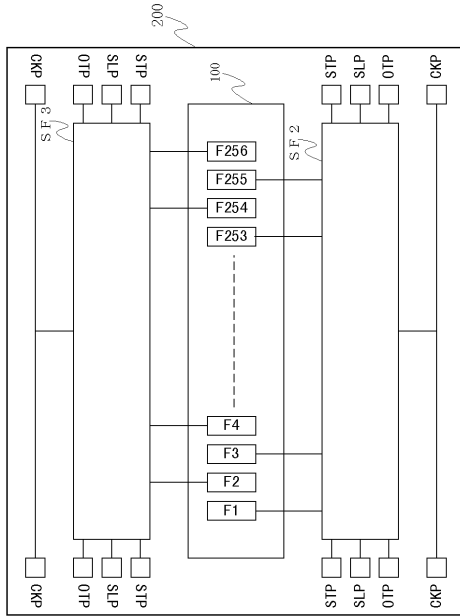 200
CKP
OTP
SLP
STP
STP
SLP
OTP
CKP
SF3
100
SF2
F256
F255
F254
F253
F4
F3
F2
F1
CKP
OTP
SLP
STP
STP
SLP
OTP
CKP